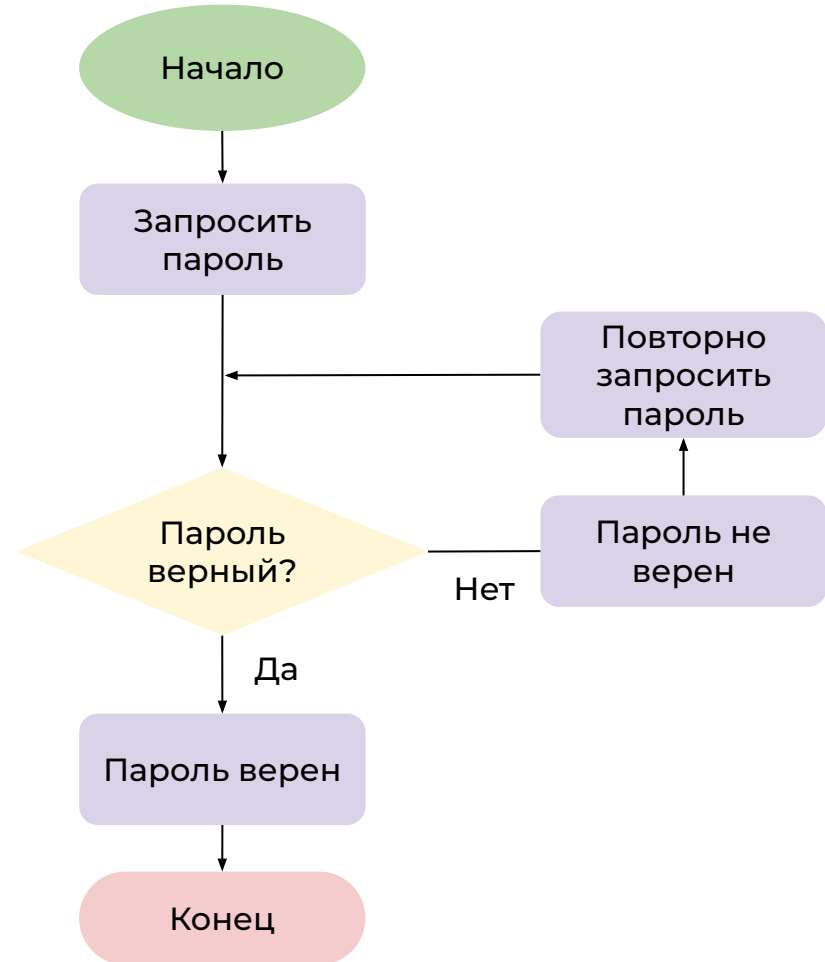 Начало
Запросить
пароль
Повторно
запросить
пароль
Пароль
верный?
Нет
Пароль не
верен
Да
Пароль верен
Конец